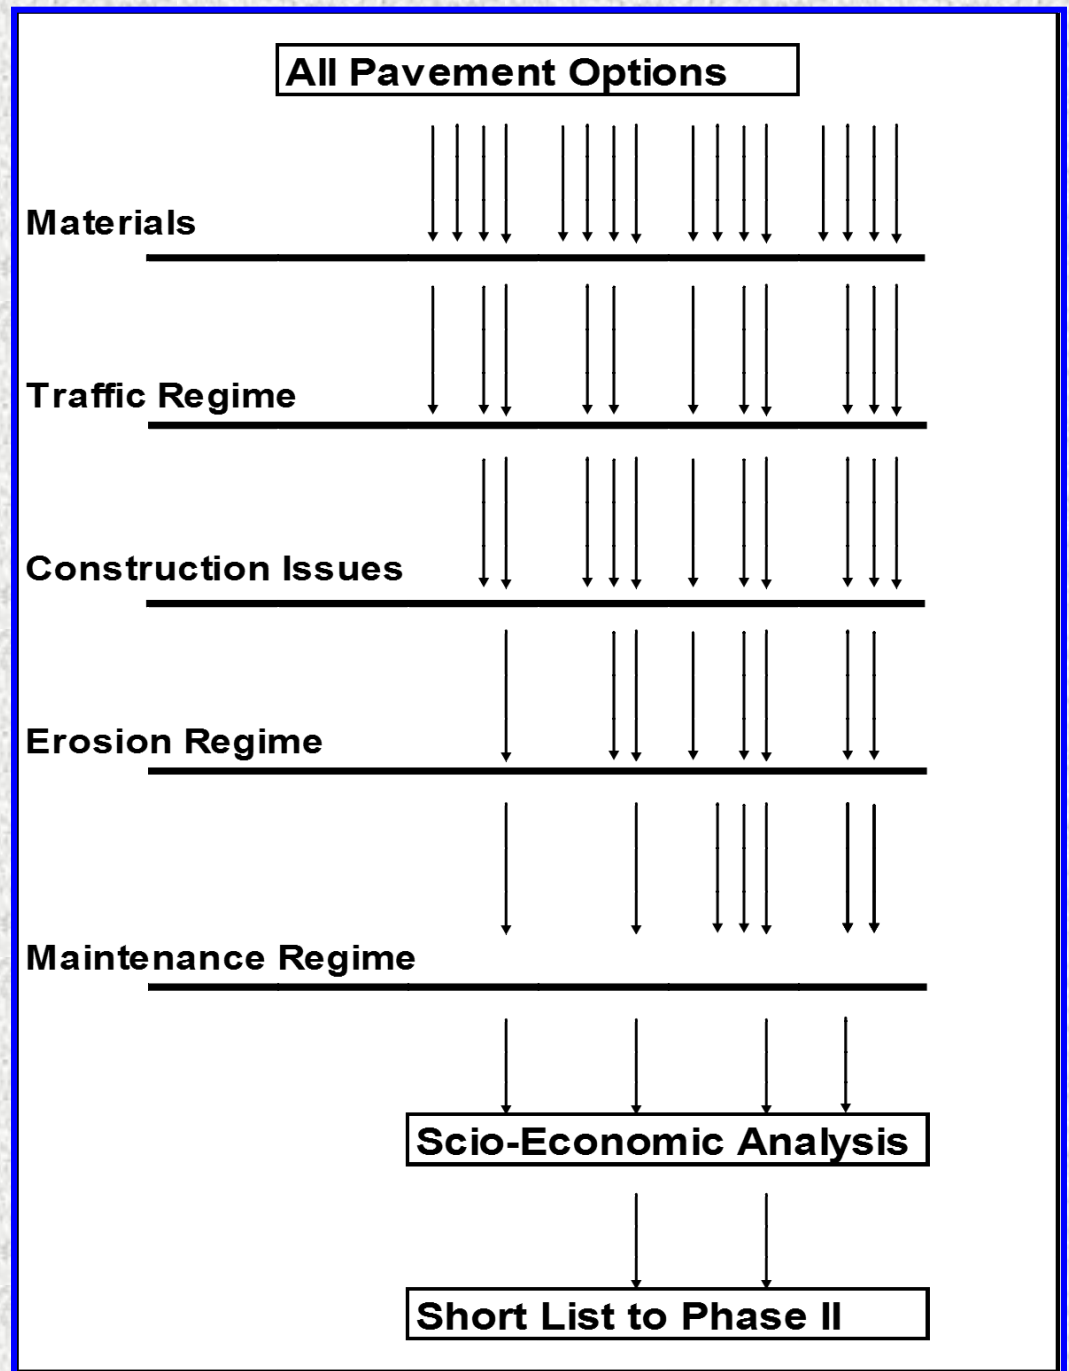 All Pavement Options
Materials
Traffic Regime
Construction Issues
Erosion Regime
Maintenance Regime
Scio-Economic Analysis
Short List to Phase II